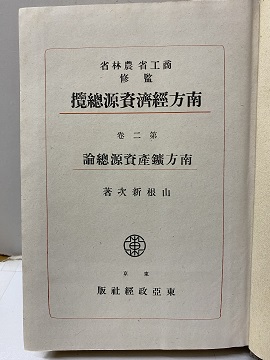 商工省 農林省
監修
南方經濟資源總攬
第二卷
南方鑛產資源總論
山根新次著
東京
東亞政經社版